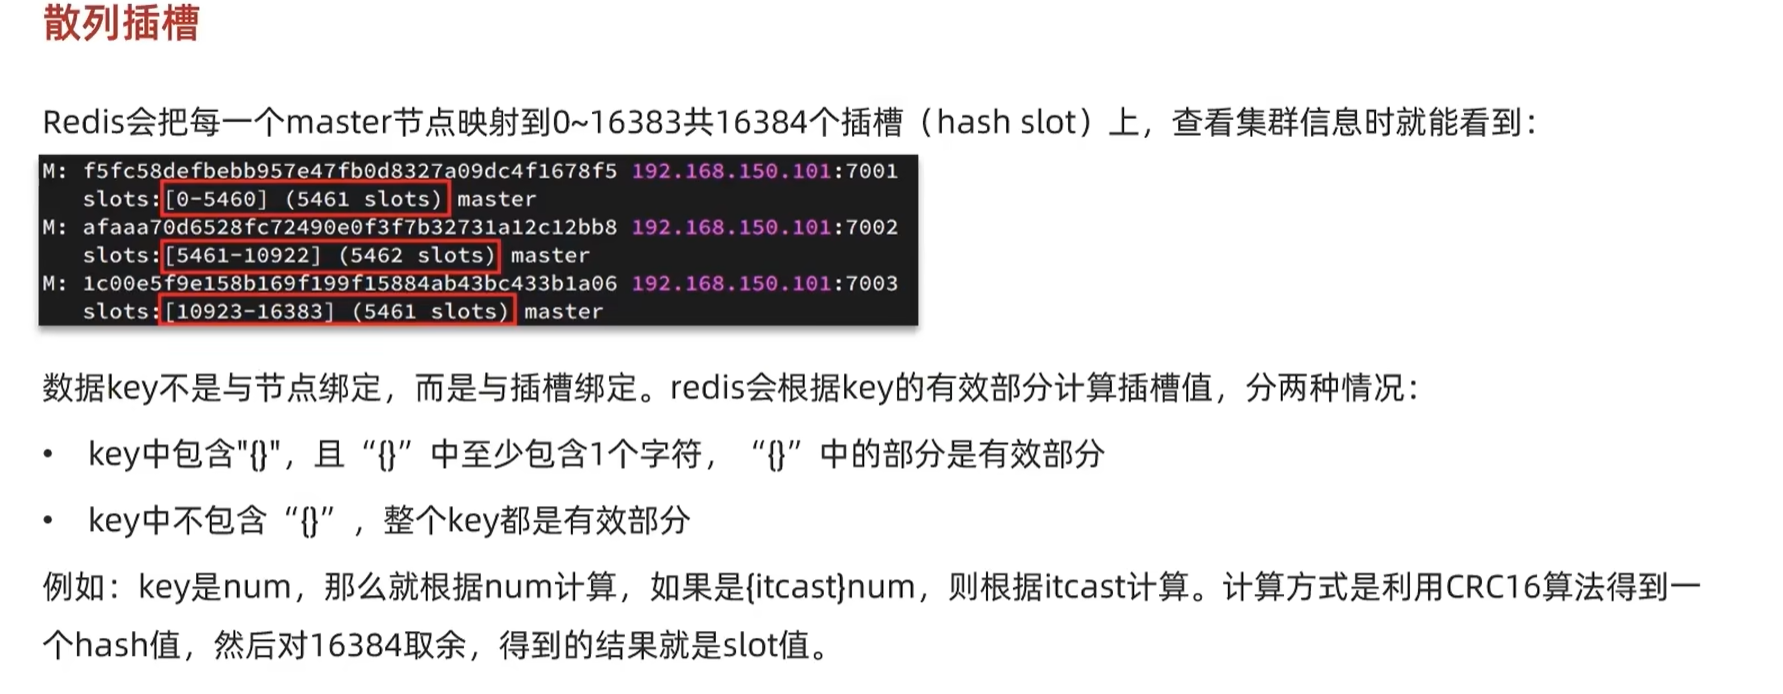 散列插槽
Redis会把每一个master节点映射到0~16383共16384个插槽（hash slot）上，查看集群信息时就能看到：
M: f5fc58defbebb957e47fb0d8327a09dc4f1678f5 192.168.150.101:7001
slots:[0-5460] (5461 slots) master
M: afaaa70d6528fc72490e0f3f7b32731a12c12bb8 192.168.150.101:7002
slots:[5461-10922] (5462 slots) master
M: 1c00e5f9e158b169f199f15884ab43bc433b1a06 192.168.150.101:7003
slots:[10923-16383] (5461 slots) master
数据key不是与节点绑定，而是与插槽绑定。redis会根据key的有效部分计算插槽值，分两种情况：
• key中包含"{}"，且“{}”中至少包含1个字符，“{}”中的部分是有效部分
• key中不包含“{}”，整个key都是有效部分
例如：key是num，那么就根据num计算，如果是{itcast}num，则根据itcast计算。计算方式是利用CRC16算法得到一
个hash值，然后对16384取余，得到的结果就是slot值。